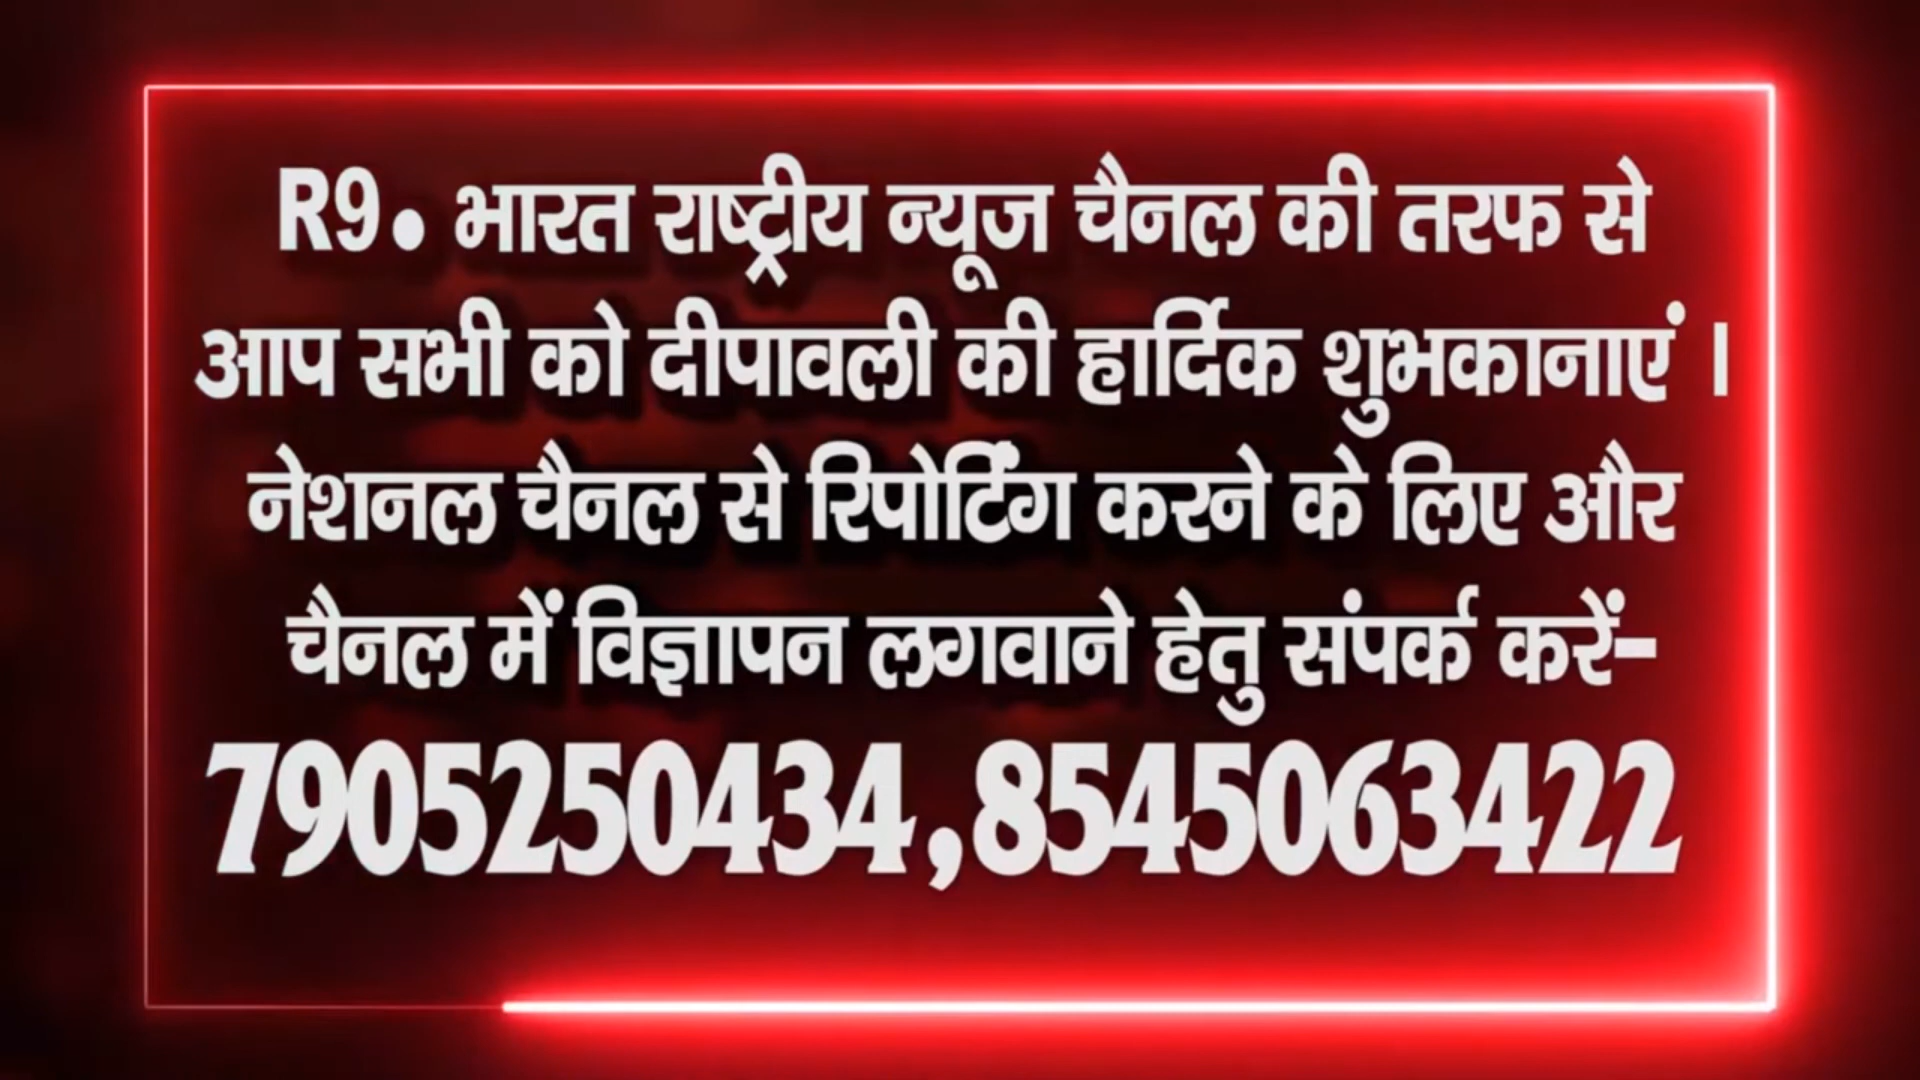 R9. भारत राष्ट्रीय न्यूज चैनल की तरफ से
आप सभी को दीपावली की हार्दिक शुभकानाएं ।
नेशनल चैनल से रिपोर्टिंग करने के लिए और
चैनल में विज्ञापन लगवाने हेतु संपर्क करें-
7905250434,8545063422